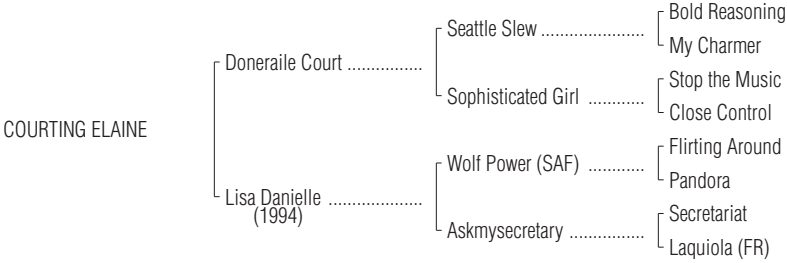 Bold Reasoning
Seattle Slew .....................
My Charmer
Doneraile Court ...............
Stop the Music
Sophisticated Girl ...........
Close Control
COURTING ELAINE
Flirting Around
Wolf Power (SAF) ...........
Pandora
Lisa Danielle ..................
(1994)
Secretariat
Askmysecretary ...............
Laquiola (FR)